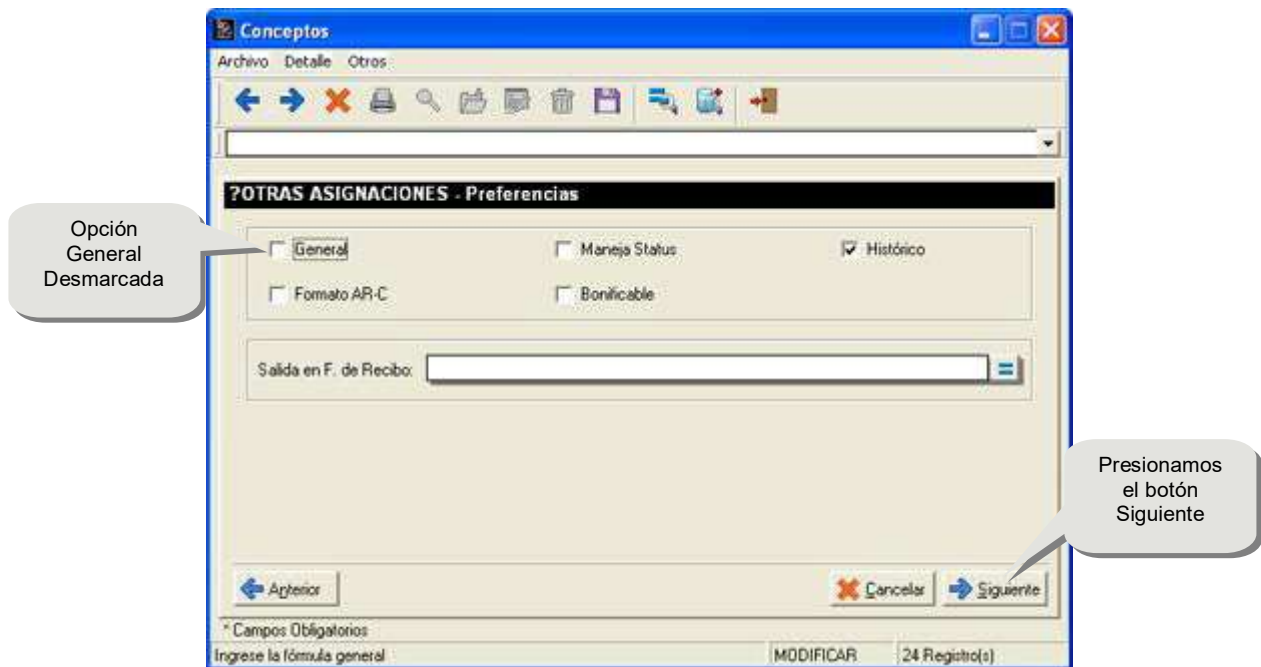 Conceptos
Archivo Detalle Otros
?OTRAS ASIGNACIONES - Preferencias
Opción
General
Desmarcada
General
Maneja Status
Histórico
Formato AR-C
Bonificable
Salida en F. de Recibo:
Presionamos
el botón
Siguiente
Anterior
Cancelar
Siguiente
* Campos Obligatorios
Ingrese la fórmula general
MODIFICAR
24 Registro(s)